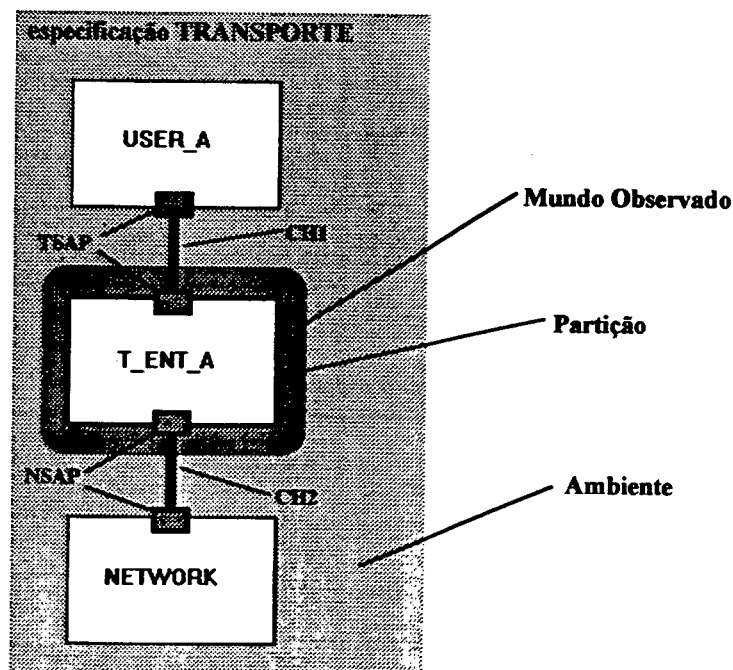 especificação TRANSPORTE
USER_A
Mundo Observado
TSAP
CH1
Partição
T_ENT_A
NSAP
CH2
Ambiente
NETWORK